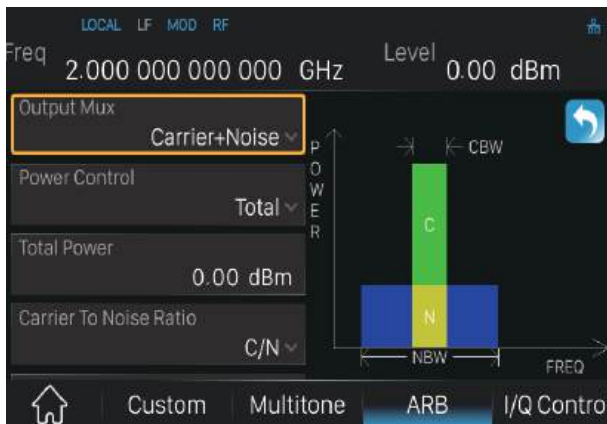 LOCAL LF MOD RF
Freq 2.000 000 000 000 GHz Level 0.00 dBm
Output Mux
Carrier+Noise
Power Control
Total
Total Power
0.00 dBm
Carrier To Noise Ratio
C/N
POWER
CBW
C
N
NBW
FREQ
Custom Multitone ARB I/Q Contro